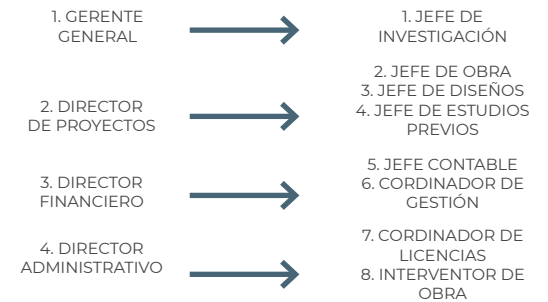 1. GERENTE
GENERAL
1. JEFE DE
INVESTIGACIÓN
2. DIRECTOR
DE PROYECTOS
2. JEFE DE OBRA
3. JEFE DE DISEÑOS
4. JEFE DE ESTUDIOS
PREVIOS
3. DIRECTOR
FINANCIERO
5. JEFE CONTABLE
6. CORDINADOR DE
GESTIÓN
4. DIRECTOR
ADMINISTRATIVO
7. CORDINADOR DE
LICENCIAS
8. INTERVENTOR DE
OBRA